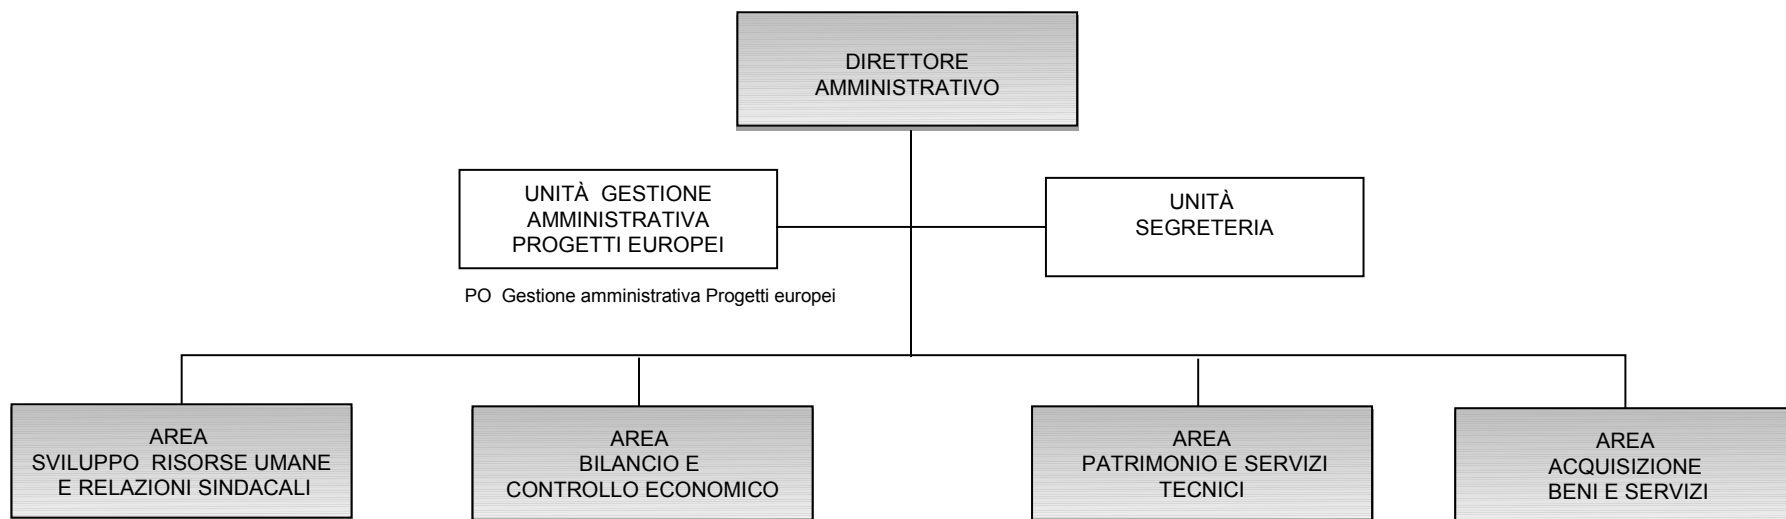 DIRETTORE
AMMINISTRATIVO
UNITÀ GESTIONE
AMMINISTRATIVA
PROGETTI EUROPEI
UNITÀ
SEGRETERIA
PO Gestione amministrativa Progetti europei
AREA
SVILUPPO RISORSE UMANE
E RELAZIONI SINDACALI
AREA
BILANCIO E
CONTROLLO ECONOMICO
AREA
PATRIMONIO E SERVIZI
TECNICI
AREA
ACQUISIZIONE
BENI E SERVIZI